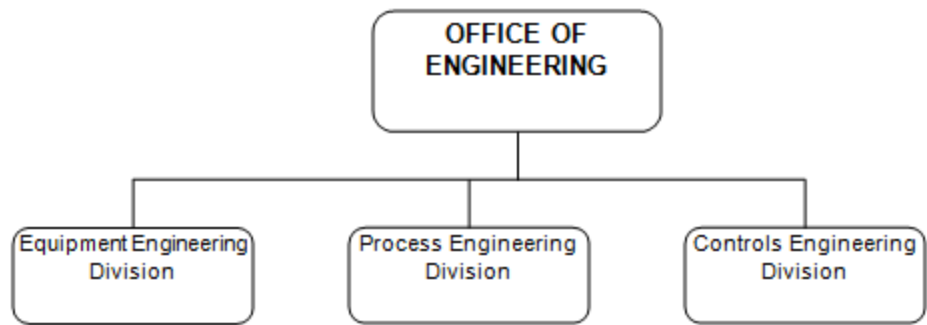 OFFICE OF
ENGINEERING
Equipment Engineering
Division
Process Engineering
Division
Controls Engineering
Division